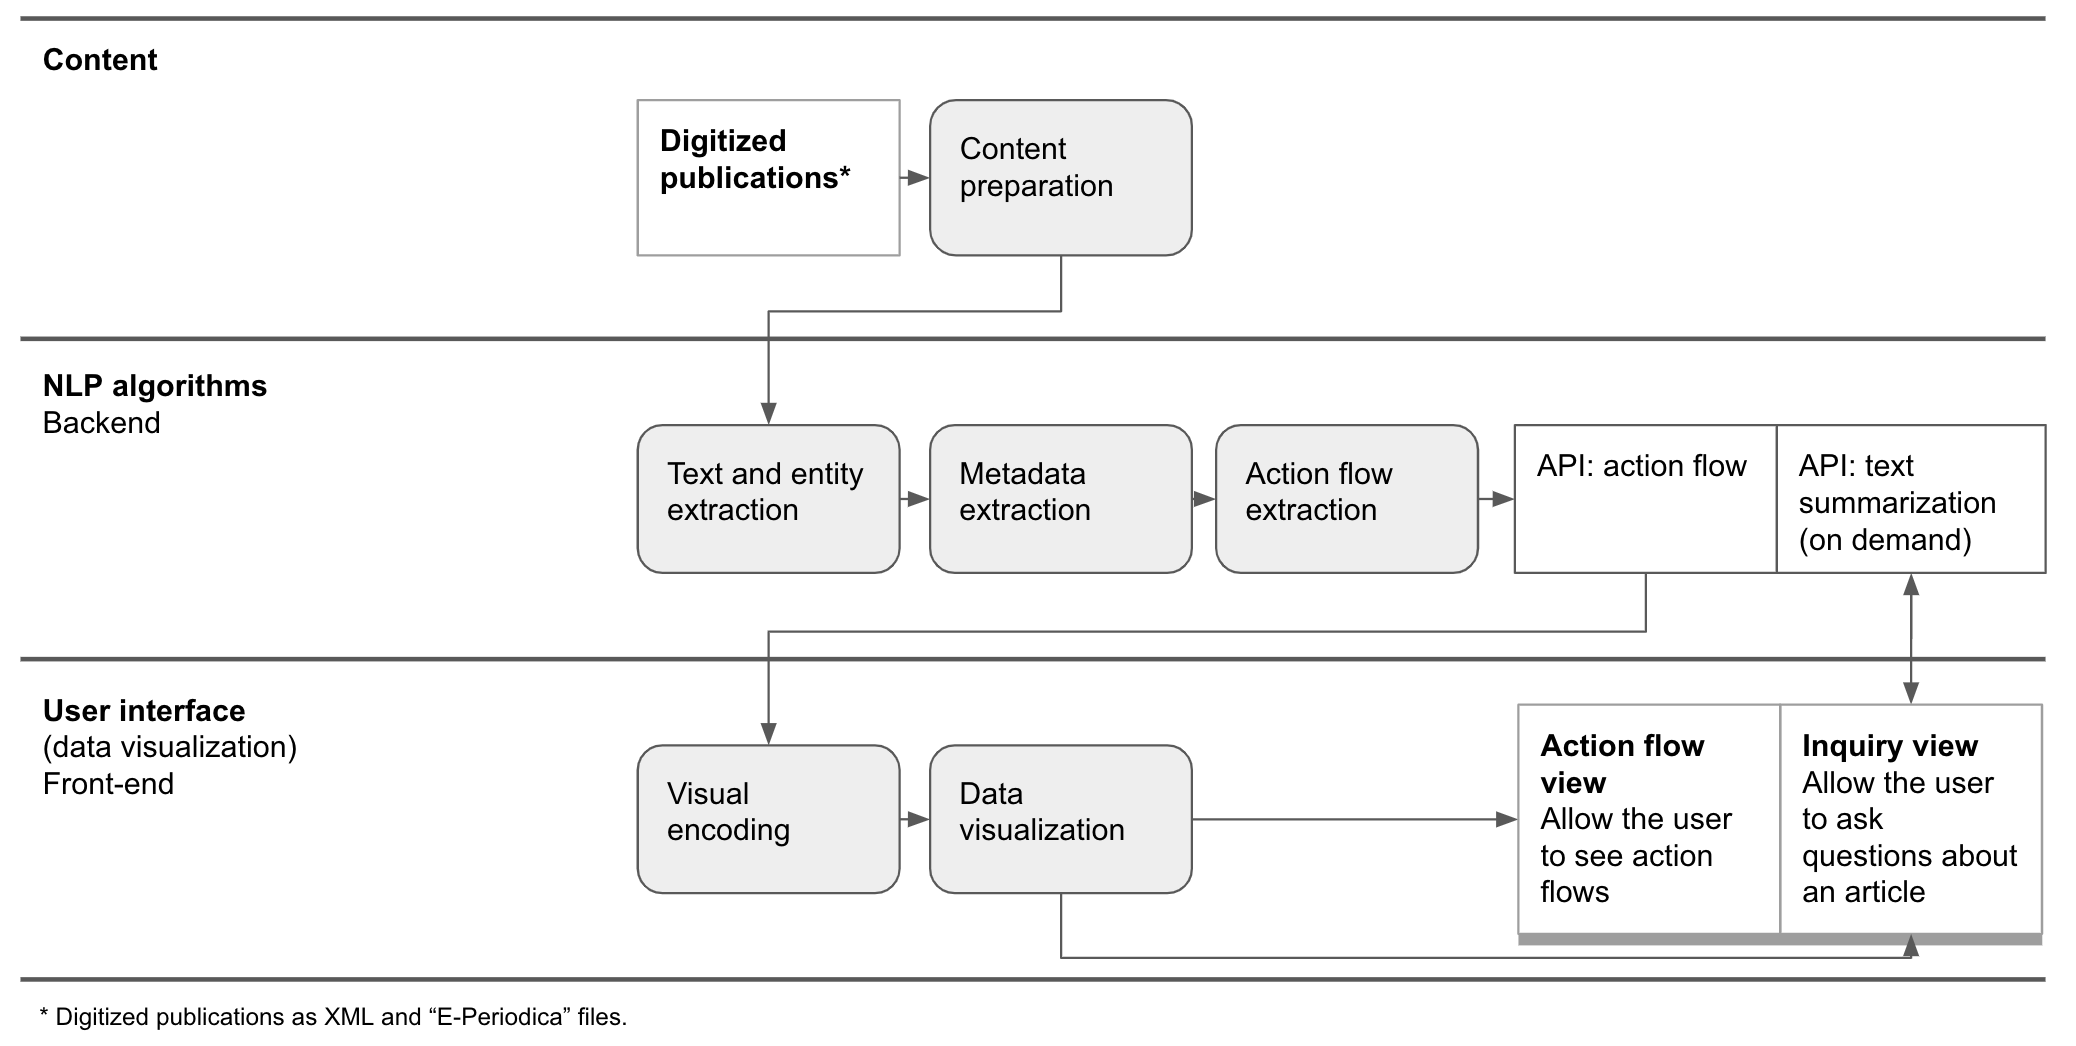 Content
Digitized
publications*
Content
preparation
NLP algorithms
Backend
Text and entity
extraction
Metadata
extraction
Action flow
extraction
API: action flow
API: text
summarization
(on demand)
User interface
(data visualization)
Front-end
Visual
encoding
Data
visualization
Action flow
view
Allow the user
to see action
flows
Inquiry view
Allow the user
to ask
questions about
an article
* Digitized publications as XML and “E-Periodica” files.